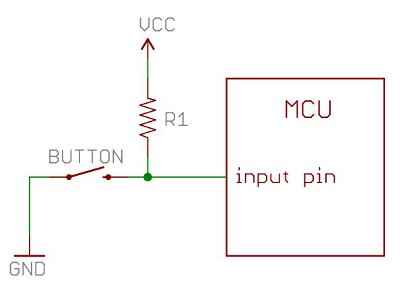 VCC
R1
MCU
BUTTON
input pin
GND